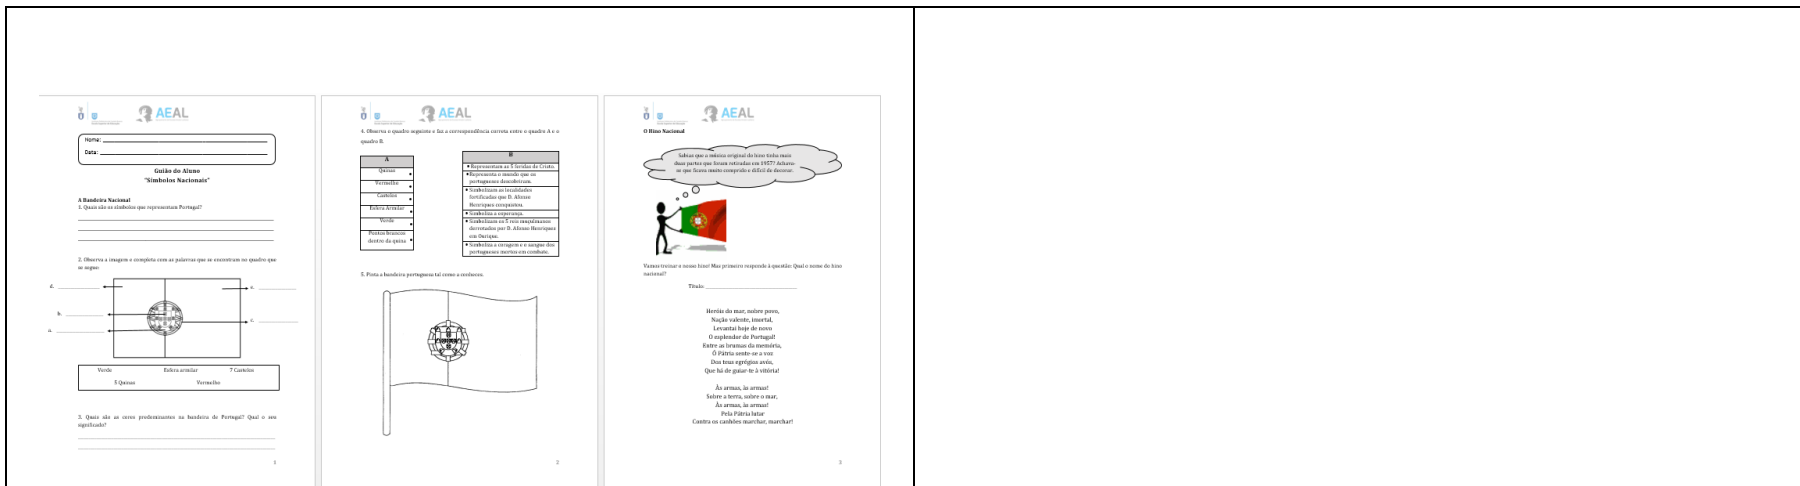 AEAL
Nome:
Data:
Guião do Aluno
"Símbolos Nacionais"
A Bandeira Nacional
1. Quais são os símbolos que representam Portugal?
2. Observa a imagem e completa com as palavras que se encontram no quadro que
se segue:
d.
e.
b.
c.
a.
Verde Esfera armilar 7 Castelos
5 Quinas Vermelho
3. Quais são as cores predominantes na bandeira de Portugal? Qual o seu
significado?
1
AEAL
4. Observa o quadro seguinte e faz a correspondência correta entre o quadro A e o
quadro B.
A
Quinas
Vermelho
Castelos
Esfera Armilar
Verde
Pontos brancos
dentro da quina
B
Representam as 5 feridas de Cristo.
Representa o mundo que os
portugueses descobriram.
Simbolizam as localidades
fortificadas que D. Afonso
Henriques conquistou.
Simboliza a esperança.
Simbolizam os 5 reis muçulmanos
derrotados por D. Afonso Henriques
em Ourique.
Simboliza a coragem e o sangue dos
portugueses mortos em combate.
5. Pinta a bandeira portuguesa tal como a conheces.
2
AEAL
O Hino Nacional
Sabias que a música original do hino tinha mais
duas partes que foram retiradas em 1957? Achava-
se que ficava muito comprido e difícil de decorar.
Vamos treinar o nosso hino! Mas primeiro responde à questão: Qual o nome do hino
nacional?
Título:
Heróis do mar, nobre povo,
Nação valente, imortal,
Levantai hoje de novo
O esplendor de Portugal!
Entre as brumas da memória,
Ó Pátria sente-se a voz
Dos teus egrégios avós,
Que há de guiar-te à vitória!
Às armas, às armas!
Sobre a terra, sobre o mar,
Às armas, às armas!
Pela Pátria lutar
Contra os canhões marchar, marchar!
3